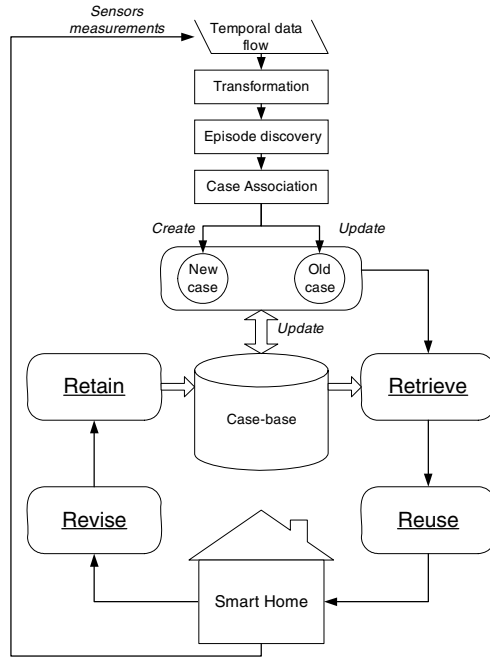 Sensors
measurements
Temporal data
flow
Transformation
Episode discovery
Case Association
Create
Update
New
case
Old
case
Update
Retain
Case-base
Retrieve
Revise
Reuse
Smart Home